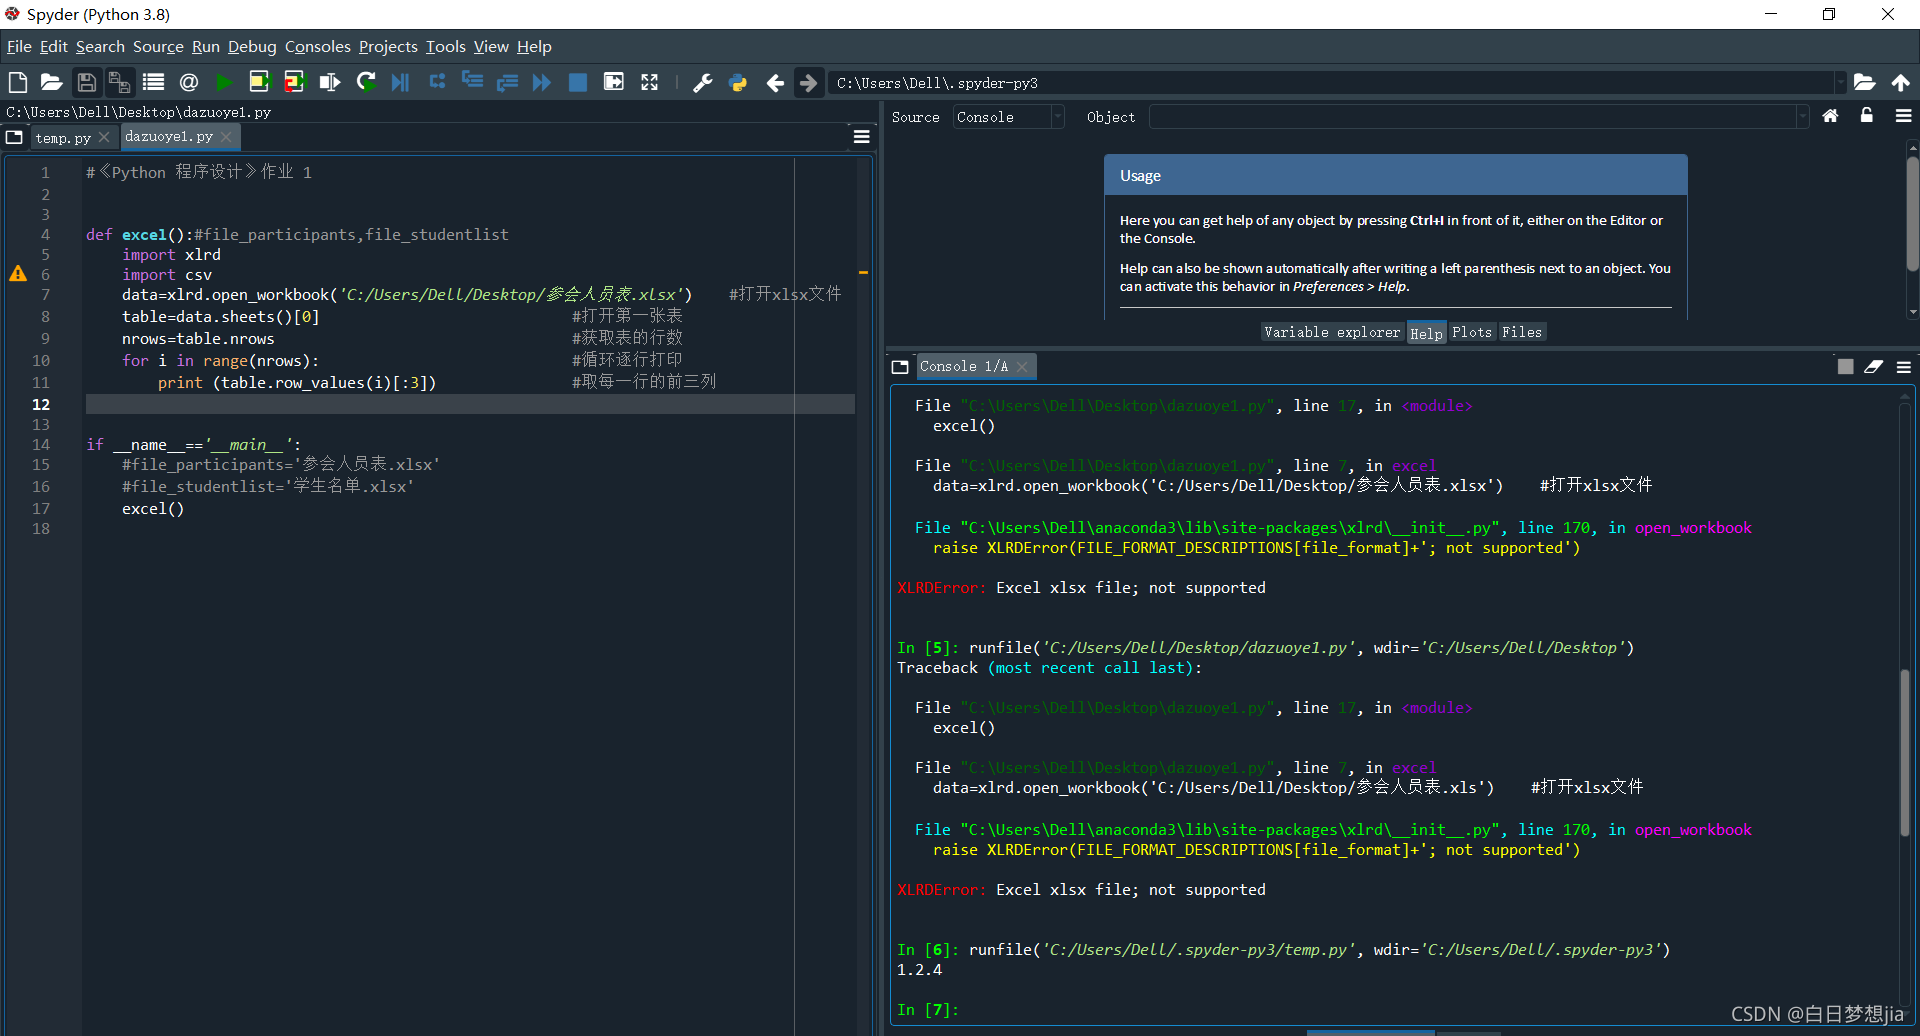 Spyder (Python 3.8)
File Edit Search Source Run Debug Consoles Projects Tools View Help
C:\Users\Dell\.spyder-py3
C:\Users\Dell\Desktop\dazuoye1.py
temp.py dazuoye1.py
1 #《Python 程序设计》作业 1
2
3
4 def excel():#file_participants,file_studentlist
5 import xlrd
6 import csv
7 data=xlrd.open_workbook('C:/Users/Dell/Desktop/参会人员表.xlsx') #打开xlsx文件
8 table=data.sheets()[0] #打开第一张表
9 nrows=table.nrows #获取表的行数
10 for i in range(nrows): #循环逐行打印
11 print (table.row_values(i)[:3]) #取每一行的前三列
12
13
14 if __name__=='__main__':
15 #file_participants='参会人员表.xlsx'
16 #file_studentlist='学生名单.xlsx'
17 excel()
18
Source Console Object
Usage
Here you can get help of any object by pressing Ctrl+I in front of it, either on the Editor or
the Console.
Help can also be shown automatically after writing a left parenthesis next to an object. You
can activate this behavior in Preferences > Help.
Variable explorer Help Plots Files
Console 1/A
File "C:\Users\Dell\Desktop\dazuoye1.py", line 17, in <module>
excel()
File "C:\Users\Dell\Desktop\dazuoye1.py", line 7, in excel
data=xlrd.open_workbook('C:/Users/Dell/Desktop/参会人员表.xlsx') #打开xlsx文件
File "C:\Users\Dell\anaconda3\lib\site-packages\xlrd\__init__.py", line 170, in open_workbook
raise XLRDError(FILE_FORMAT_DESCRIPTIONS[file_format]+'; not supported')
XLRDError: Excel xlsx file; not supported
In [5]: runfile('C:/Users/Dell/Desktop/dazuoye1.py', wdir='C:/Users/Dell/Desktop')
Traceback (most recent call last):
File "C:\Users\Dell\Desktop\dazuoye1.py", line 17, in <module>
excel()
File "C:\Users\Dell\Desktop\dazuoye1.py", line 7, in excel
data=xlrd.open_workbook('C:/Users/Dell/Desktop/参会人员表.xls') #打开xlsx文件
File "C:\Users\Dell\anaconda3\lib\site-packages\xlrd\__init__.py", line 170, in open_workbook
raise XLRDError(FILE_FORMAT_DESCRIPTIONS[file_format]+'; not supported')
XLRDError: Excel xlsx file; not supported
In [6]: runfile('C:/Users/Dell/.spyder-py3/temp.py', wdir='C:/Users/Dell/.spyder-py3')
1.2.4
In [7]:
CSDN @白日梦想jia